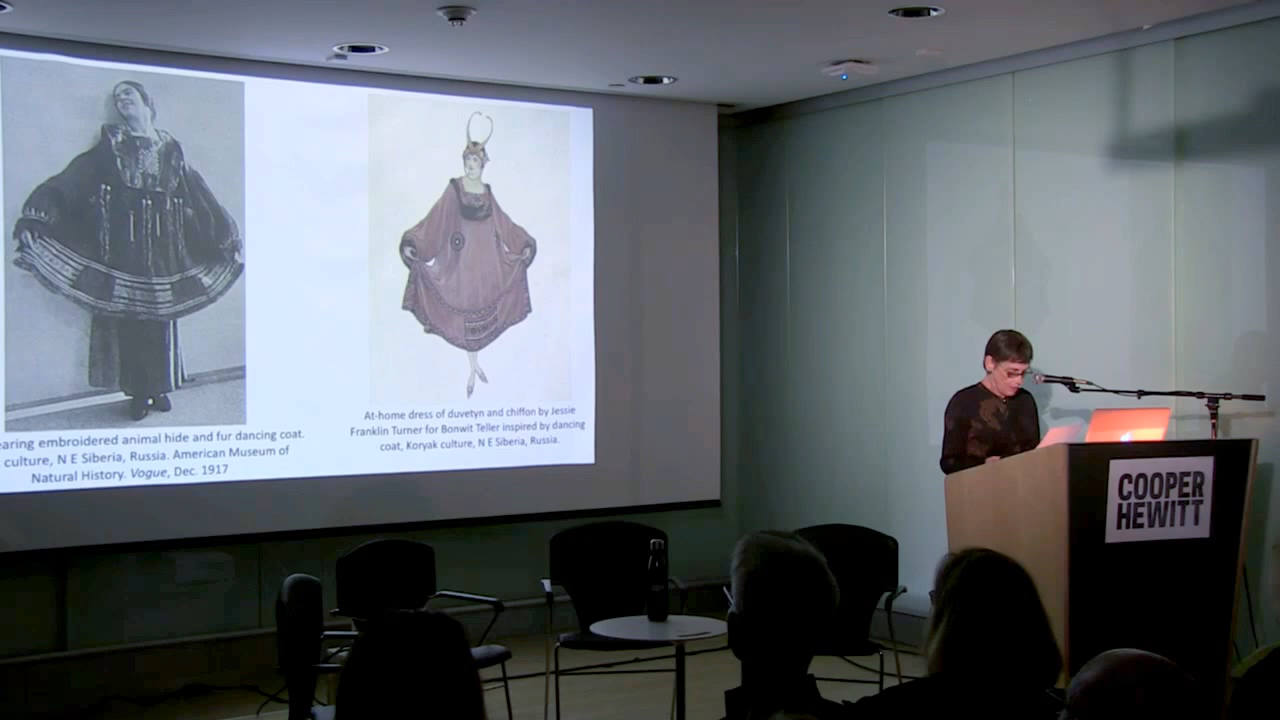 earing embroidered animal hide and fur dancing coat.
culture, N E Siberia, Russia. American Museum of
Natural History. Vogue, Dec. 1917
At-home dress of duvetyn and chiffon by Jessie
Franklin Turner for Bonwit Teller inspired by dancing
coat, Koryak culture, N E Siberia, Russia.
COOPER
HEWITT